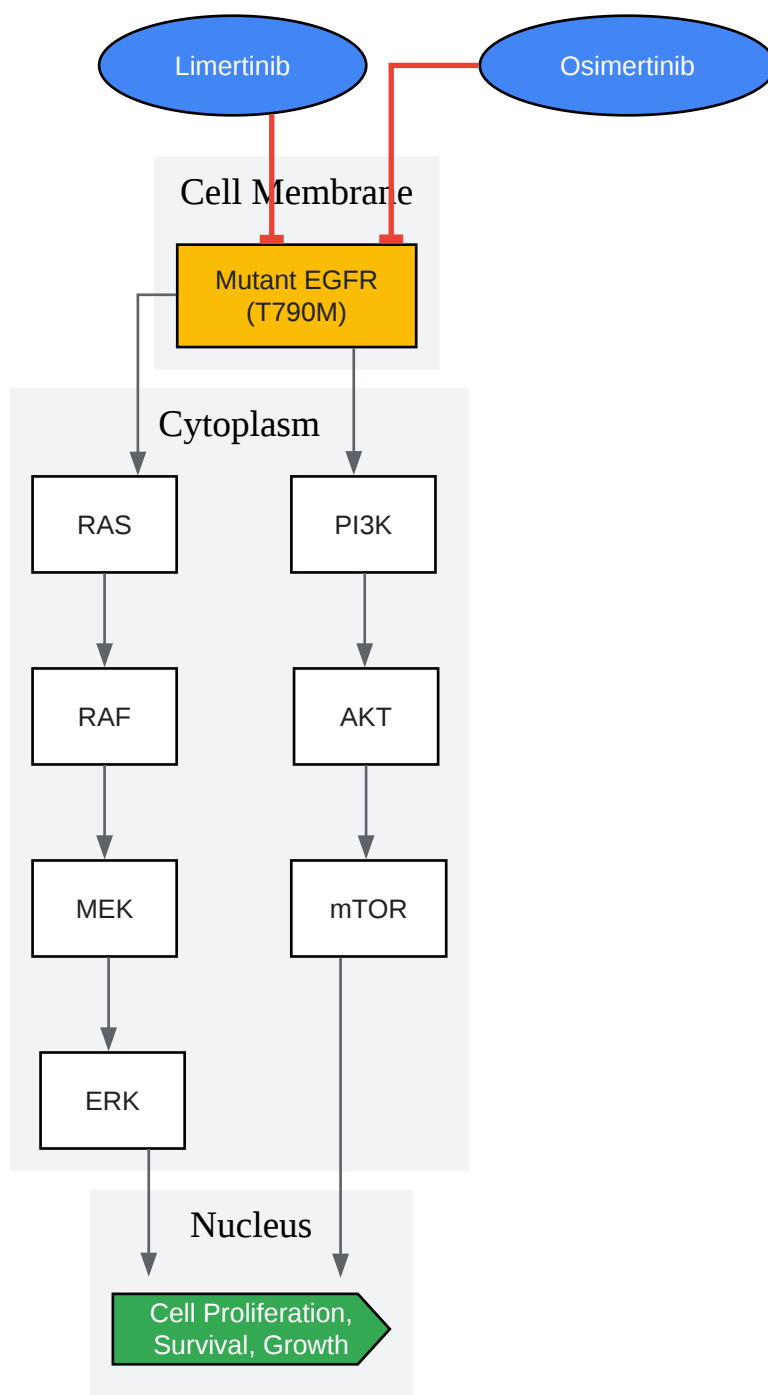 Limertinib
Osimertinib
Cell Membrane
Mutant EGFR
(T790M)
Cytoplasm
RAS
PI3K
RAF
AKT
MEK
mTOR
ERK
Nucleus
Cell Proliferation,
Survival, Growth